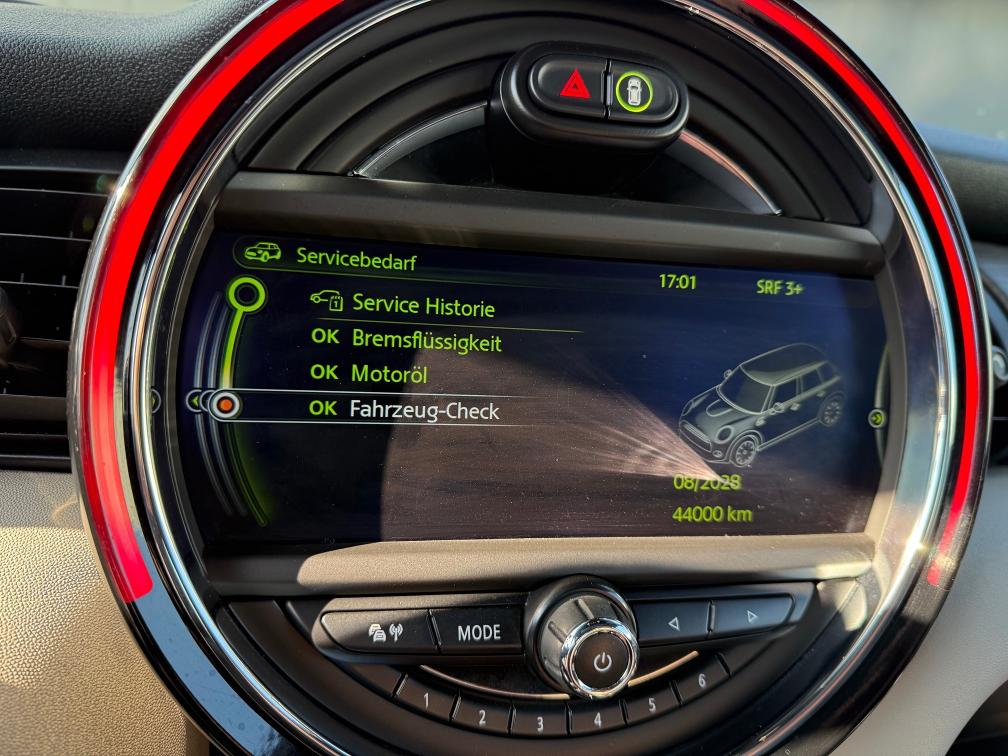 Servicebedarf
17:01 SRF 3+
Service Historie
OK Bremsflüssigkeit
OK Motoröl
OK Fahrzeug-Check
08/2028
44000 km
MODE
1 2 3 4 5 6